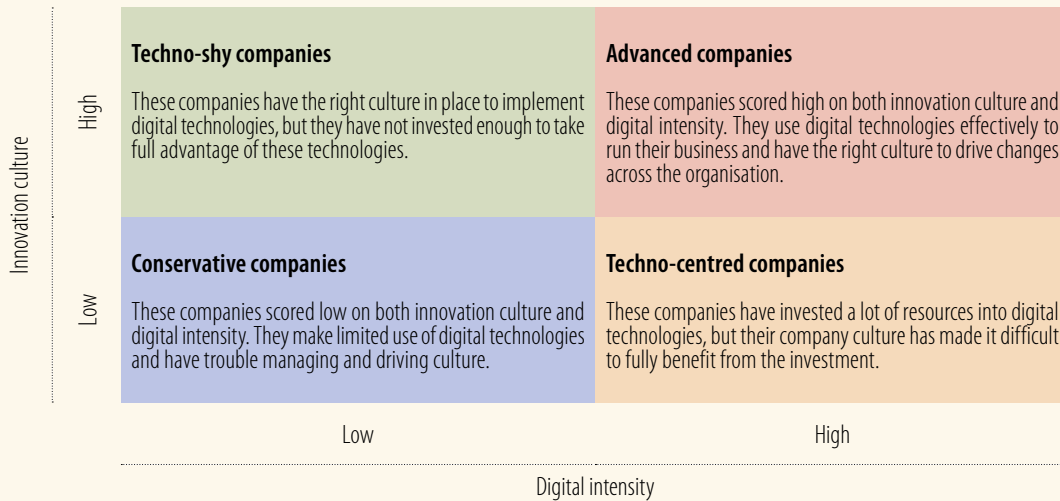 Innovation culture
High
Techno-shy companies
These companies have the right culture in place to implement
digital technologies, but they have not invested enough to take
full advantage of these technologies.
Advanced companies
These companies scored high on both innovation culture and
digital intensity. They use digital technologies effectively to
run their business and have the right culture to drive changes
across the organisation.
Low
Conservative companies
These companies scored low on both innovation culture and
digital intensity. They make limited use of digital technologies
and have trouble managing and driving culture.
Techno-centred companies
These companies have invested a lot of resources into digital
technologies, but their company culture has made it difficult
to fully benefit from the investment.
Low
High
Digital intensity